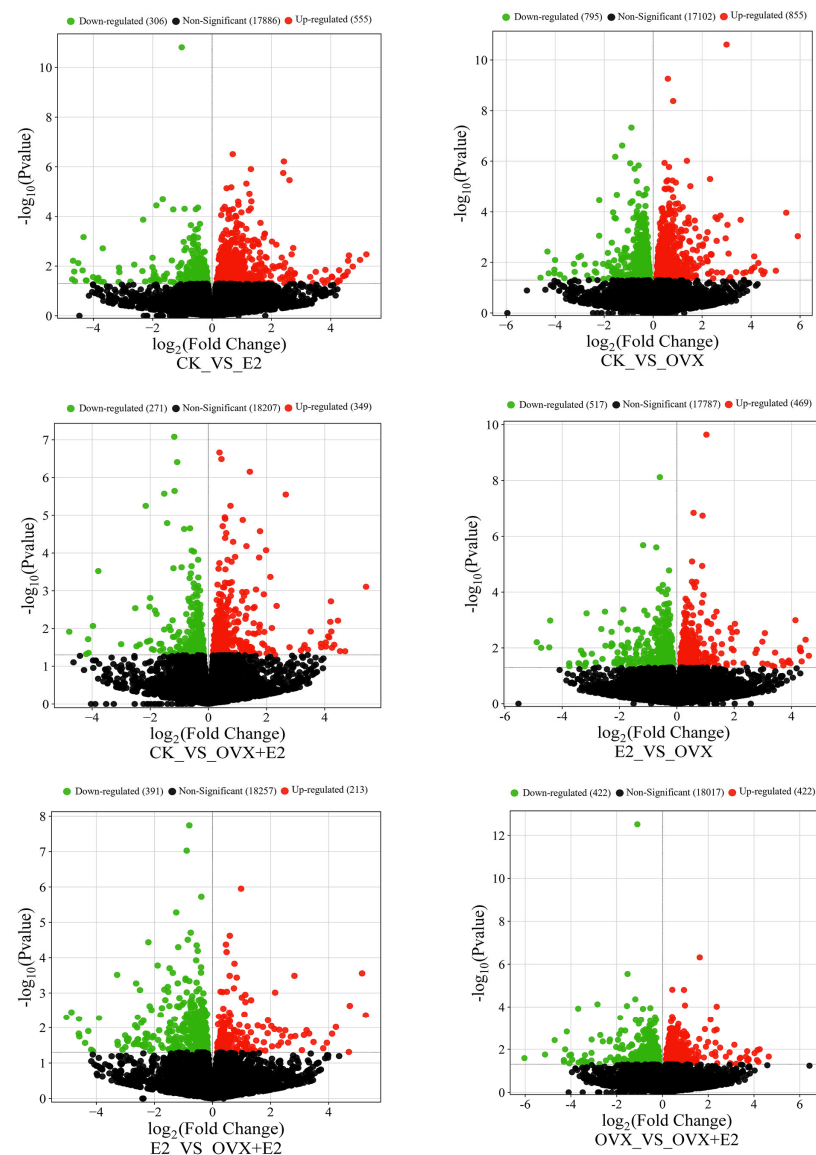 Down-regulated (306) Non-Significant (17886) Up-regulated (555)
10
8
6
4
2
0
-log10(Pvalue)
−4 −2 0 2 4
log2(Fold Change)
CK_VS_E2
Down-regulated (795) Non-Significant (17102) Up-regulated (855)
10
8
6
4
2
0
-log10(Pvalue)
−6 −4 −2 0 2 4 6
log2(Fold Change)
CK_VS_OVX
Down-regulated (271) Non-Significant (18207) Up-regulated (349)
7
6
5
4
3
2
1
0
-log10(Pvalue)
−4 −2 0 2 4
log2(Fold Change)
CK_VS_OVX+E2
Down-regulated (517) Non-Significant (17787) Up-regulated (469)
10
8
6
4
2
0
-log10(Pvalue)
−6 −4 −2 0 2 4
log2(Fold Change)
E2_VS_OVX
Down-regulated (391) Non-Significant (18257) Up-regulated (213)
8
7
6
5
4
3
2
1
0
-log10(Pvalue)
−4 −2 0 2 4
log2(Fold Change)
E2_VS_OVX+E2
Down-regulated (422) Non-Significant (18017) Up-regulated (422)
12
10
8
6
4
2
0
-log10(Pvalue)
-6 -4 -2 0 2 4 6
log2(Fold Change)
OVX_VS_OVX+E2